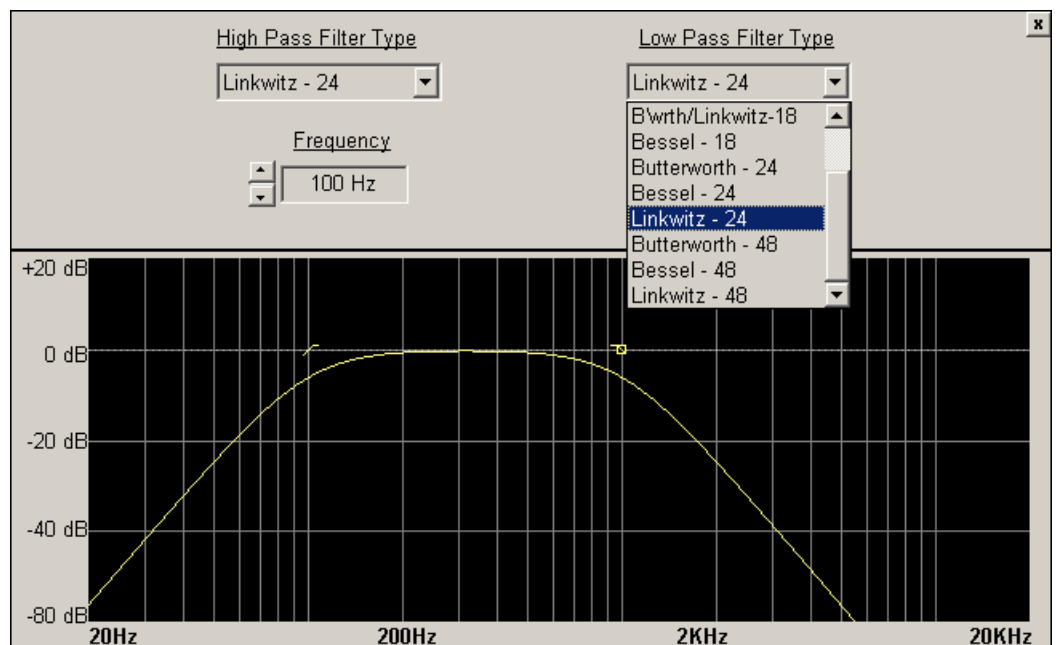 x
High Pass Filter Type
Low Pass Filter Type
Linkwitz - 24
Linkwitz - 24
Frequency
100 Hz
B'wrth/Linkwitz-18
Bessel - 18
Butterworth - 24
Bessel - 24
Linkwitz - 24
Butterworth - 48
Bessel - 48
Linkwitz - 48
+20 dB
0 dB
-20 dB
-40 dB
-80 dB
20Hz
200Hz
2KHz
20KHz